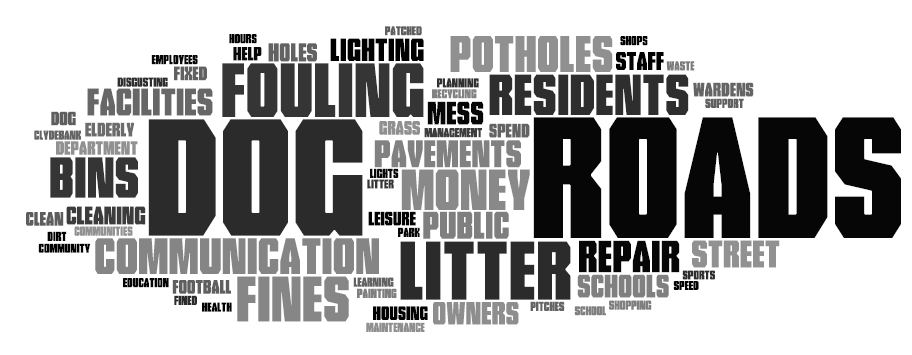 PATCHED
HOURS
HELP HOLES LIGHTING POTHOLES SHOPS
EMPLOYEES FIXED STAFF WASTE
DISGUSTING FOULING PLANNING RESIDENTS WARDENS
FACILITIES RECYCLING SUPPORT
MESS
DOG GRASS MANAGEMENT SPEND
CLYDEBANK ELDERLY
DEPARTMENT DOG PAVEMENTS ROADS
BINS LIGHTS MONEY
LITTER
CLEAN CLEANING LEISURE PUBLIC
COMMUNITIES PARK
DIRT
COMMUNITY COMMUNICATION LITTER REPAIR STREET
EDUCATION FOOTBALL FINES LEARNING SCHOOLS SPORTS
FINED PAINTING SPEED
HEALTH HOUSING OWNERS PITCHES SCHOOL SHOPPING
MAINTENANCE